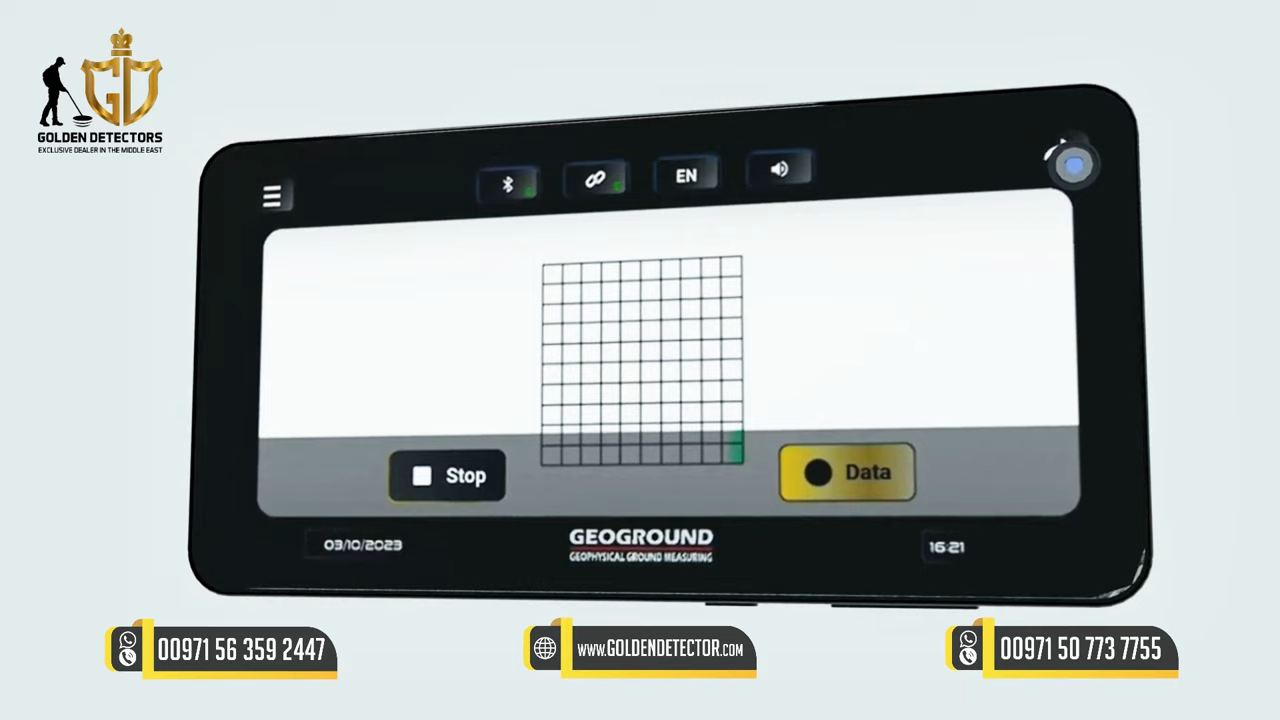 GD
GOLDEN DETECTORS
EXCLUSIVE DEALER IN THE MIDDLE EAST
EN
Stop
Data
03/10/2023
GEOGROUND
GEOPHYSICAL GROUND MEASURING
16:21
00971 56 359 2447
www.GOLDENDETECTOR.COM
00971 50 773 7755